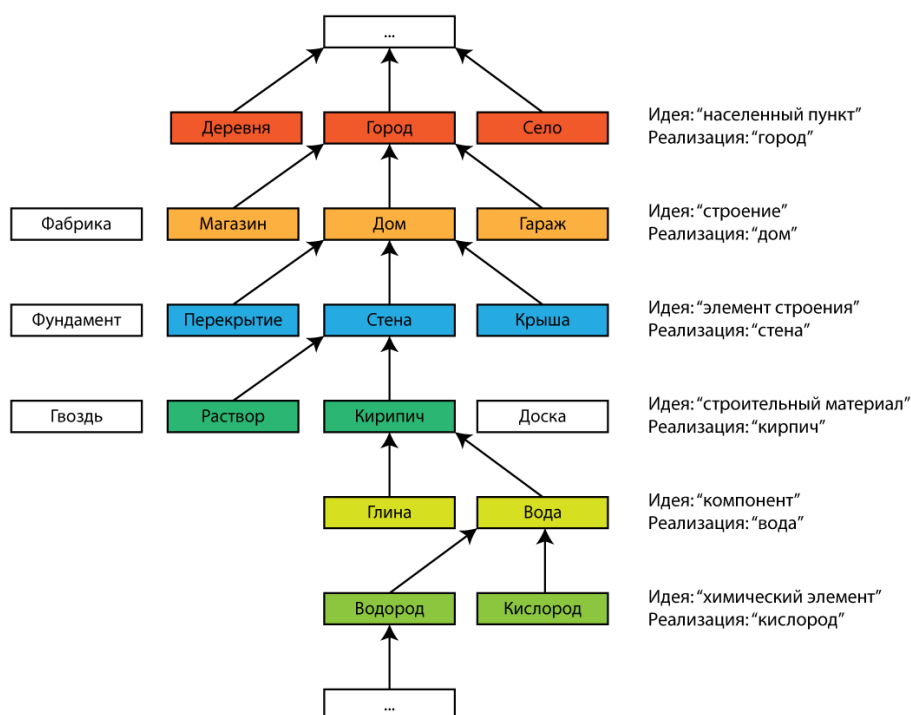 ...
Деревня
Город
Село
Идея: “населенный пункт”
Реализация: “город”
Фабрика
Магазин
Дом
Гараж
Идея: “строение”
Реализация: “дом”
Фундамент
Перекрытие
Стена
Крыша
Идея: “элемент строения”
Реализация: “стена”
Гвоздь
Раствор
Кирипич
Доска
Идея: “строительный материал”
Реализация: “кирпич”
Глина
Вода
Идея: “компонент”
Реализация: “вода”
Водород
Кислород
Идея: “химический элемент”
Реализация: “кислород”
...